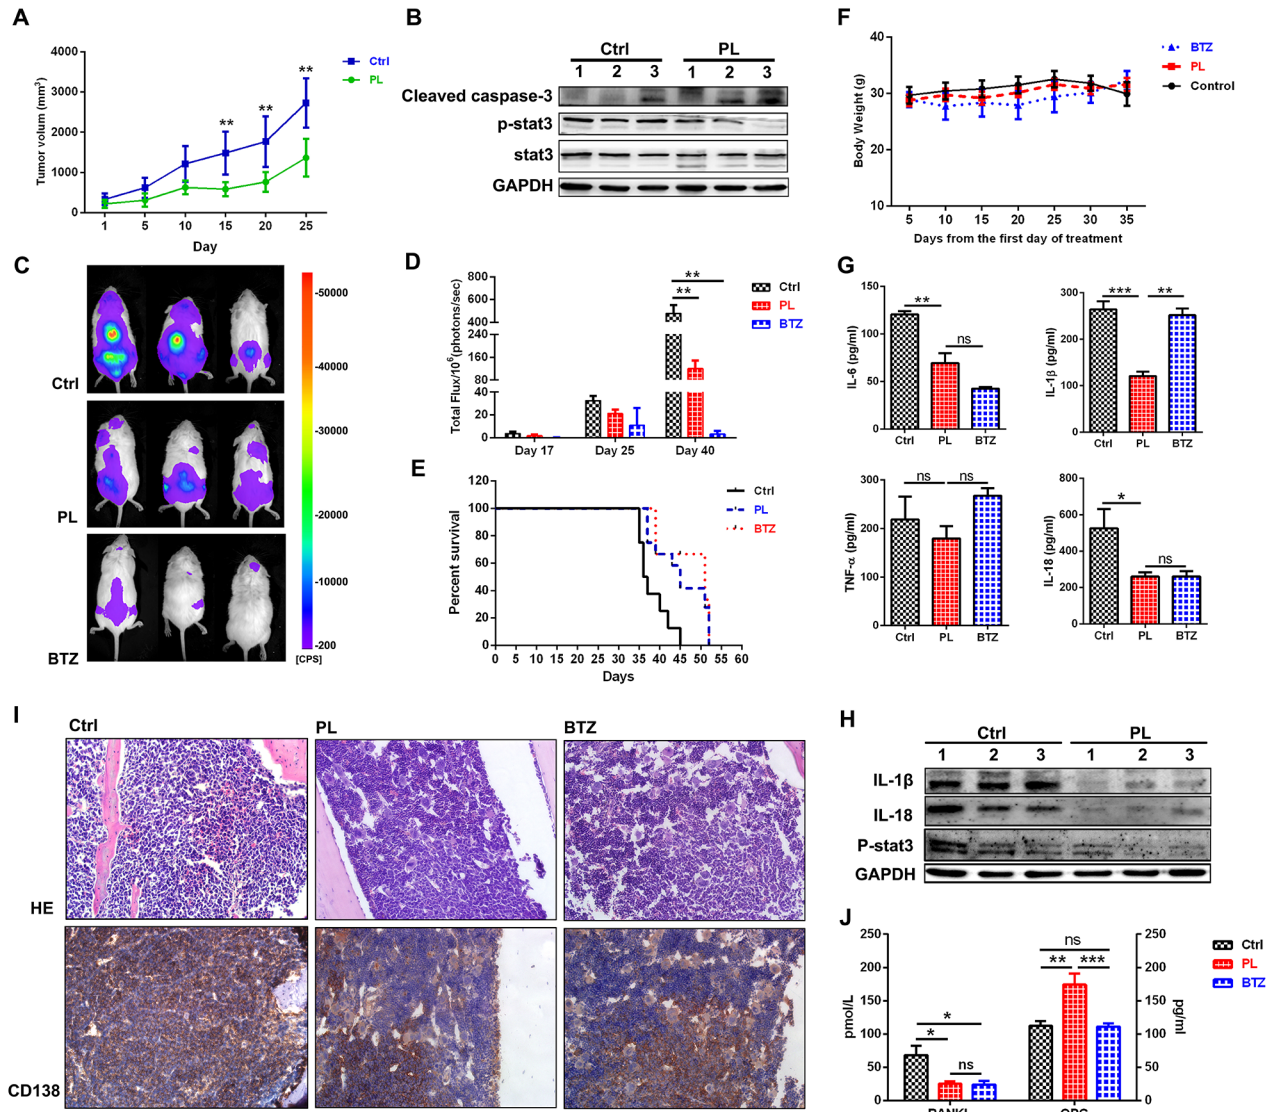 A
Tumor volum (mm³)
4000
3000
2000
1000
0
**
**
**
1 5 10 15 20 25
Day
Ctrl
PL
B
Ctrl PL
1 2 3 1 2 3
Cleaved caspase-3
p-stat3
stat3
GAPDH
F
Body Weight (g)
40
30
20
10
5 10 15 20 25 30 35
Days from the first day of treatment
BTZ
PL
Control
C
Ctrl
PL
BTZ
-50000
-40000
-30000
-20000
-10000
-200
[CPS]
D
Total Flux/10⁶(photons/sec)
800
600
400
240
160
80
40
20
0
**
**
Day 17 Day 25 Day 40
Ctrl
PL
BTZ
E
Percent survival
120
100
80
60
40
20
0
0 5 10 15 20 25 30 35 40 45 50 55 60
Days
Ctrl
PL
BTZ
G
IL-6 (pg/ml)
150
100
50
0
**
ns
Ctrl PL BTZ
IL-1β (pg/ml)
300
200
100
0
*** **
Ctrl PL BTZ
TNF-α (pg/ml)
300
200
100
0
ns ns
Ctrl PL BTZ
IL-18 (pg/ml)
800
600
400
200
0
*
ns
Ctrl PL BTZ
I
Ctrl PL BTZ
HE
CD138
H
Ctrl PL
1 2 3 1 2 3
IL-1β
IL-18
P-stat3
GAPDH
J
pmol/L
250
200
150
100
50
0
*
*
ns
ns
** ***
250
200
150
100
50
0
pg/ml
Ctrl
PL
BTZ